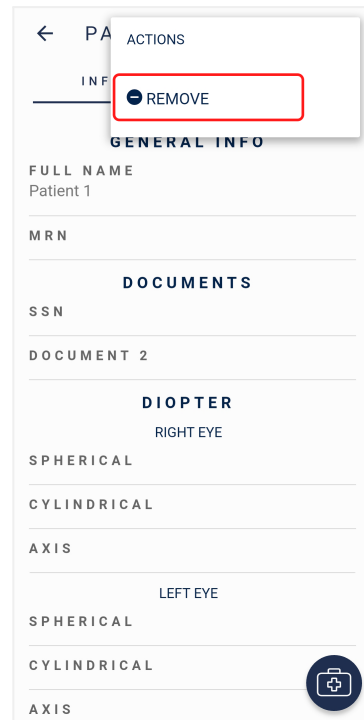 PA
ACTIONS
INF
REMOVE
GENERAL INFO
FULL NAME
Patient 1
MRN
DOCUMENTS
SSN
DOCUMENT 2
DIOPTER
RIGHT EYE
SPHERICAL
CYLINDRICAL
AXIS
LEFT EYE
SPHERICAL
CYLINDRICAL
AXIS